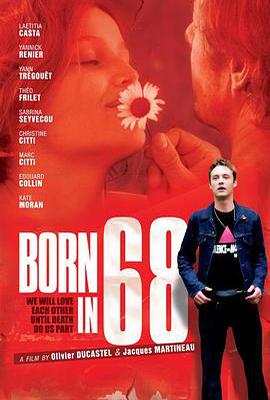 LAETITIA
CASTA
YANNICK
RENIER
YANN
TRÉGOUËT
THÉO
FRILET
SABRINA
SEYVECOU
CHRISTINE
CITTI
MARC
CITTI
EDOUARD
COLLIN
KATE
MORAN
BORN
IN
68
WE WILL LOVE
EACH OTHER
UNTIL DEATH
DO US PART
A FILM BY Olivier DUCASTEL & Jacques MARTINEAU